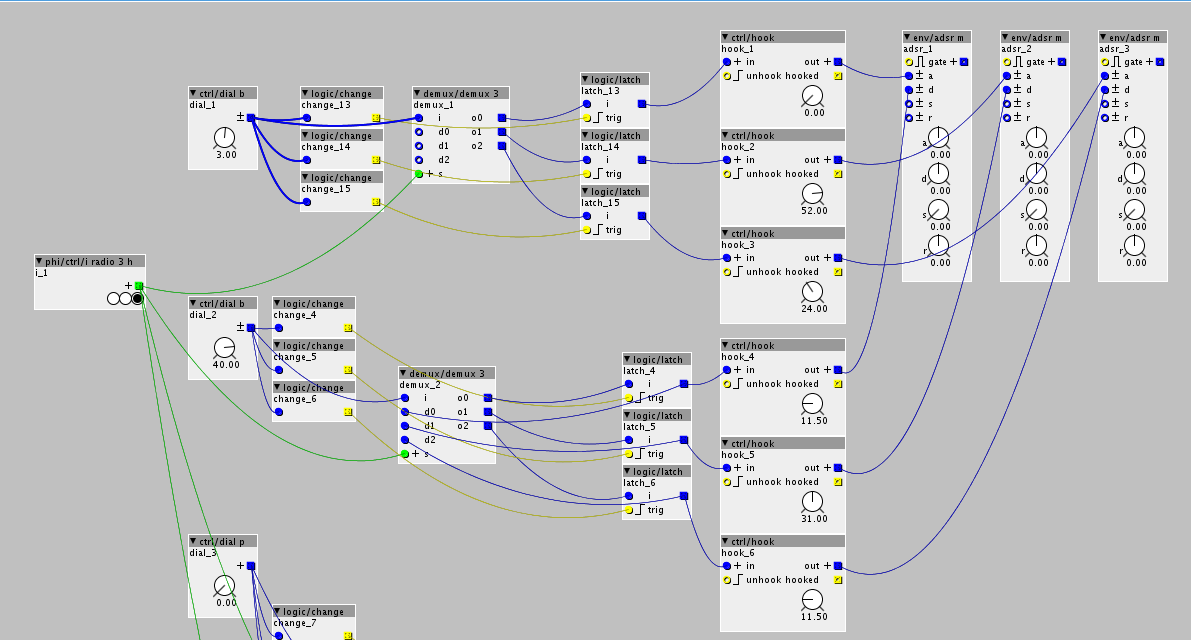 ctrl/dial b
dial_1
±
3.00
logic/change
change_13
logic/change
change_14
logic/change
change_15
demux/demux 3
demux_1
i o0
d0 o1
d1 o2
d2
+ s
logic/latch
latch_13
i
trig
logic/latch
latch_14
i
trig
logic/latch
latch_15
i
trig
ctrl/hook
hook_1
+ in out +
unhook hooked
0.00
ctrl/hook
hook_2
+ in out +
unhook hooked
52.00
ctrl/hook
hook_3
+ in out +
unhook hooked
24.00
env/adsr m
adsr_1
gate +
± a
± d
± s
± r
a
0.00
d
0.00
s
0.00
r
0.00
env/adsr m
adsr_2
gate +
± a
± d
± s
± r
a
0.00
d
0.00
s
0.00
r
0.00
env/adsr m
adsr_3
gate +
± a
± d
± s
± r
a
0.00
d
0.00
s
0.00
r
0.00
phi/ctrl/i radio 3 h
i_1
+
ctrl/dial b
dial_2
±
40.00
logic/change
change_4
logic/change
change_5
logic/change
change_6
demux/demux 3
demux_2
i o0
d0 o1
d1 o2
d2
+ s
logic/latch
latch_4
i
trig
logic/latch
latch_5
i
trig
logic/latch
latch_6
i
trig
ctrl/hook
hook_4
+ in out +
unhook hooked
11.50
ctrl/hook
hook_5
+ in out +
unhook hooked
31.00
ctrl/hook
hook_6
+ in out +
unhook hooked
11.50
ctrl/dial p
dial_3
+
0.00
logic/change
change_7